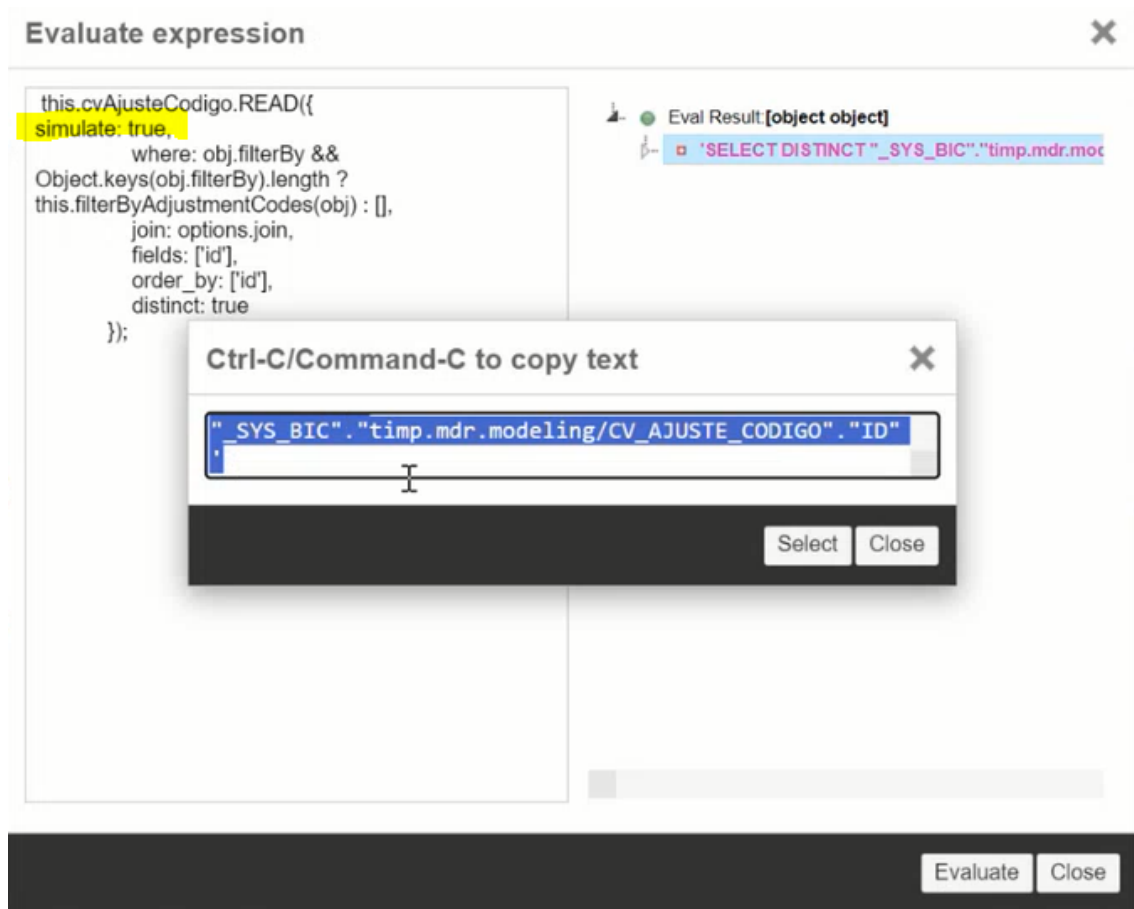 Evaluate expression
this.cvAjusteCodigo.READ({
simulate: true,
where: obj.filterBy &&
Object.keys(obj.filterBy).length ?
this.filterByAdjustmentCodes(obj) : [],
join: options.join,
fields: ['id'],
order_by: ['id'],
distinct: true
});
Eval Result:[object object]
'SELECT DISTINCT "_SYS_BIC"."timp.mdr.moc
Ctrl-C/Command-C to copy text
"_SYS_BIC"."timp.mdr.modeling/CV_AJUSTE_CODIGO"."ID"
'
Select Close
Evaluate Close